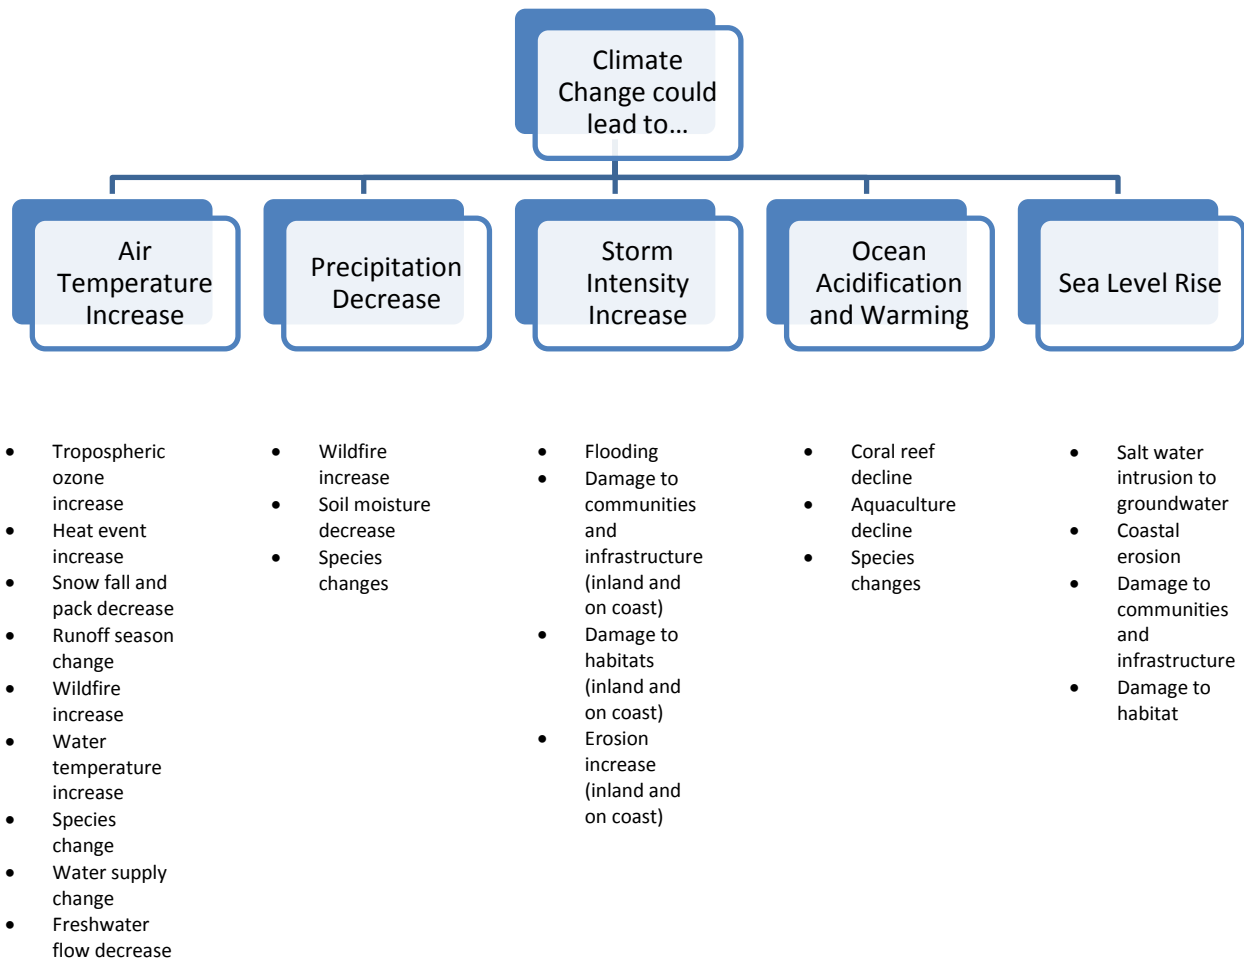 Climate
Change could
lead to…
Air
Temperature
Increase
Precipitation
Decrease
Storm
Intensity
Increase
Ocean
Acidification
and Warming
Sea Level Rise
• Tropospheric
ozone
increase
• Heat event
increase
• Snow fall and
pack decrease
• Runoff season
change
• Wildfire
increase
• Water
temperature
increase
• Species
change
• Water supply
change
• Freshwater
flow decrease
• Wildfire
increase
• Soil moisture
decrease
• Species
changes
• Flooding
• Damage to
communities
and
infrastructure
(inland and
on coast)
• Damage to
habitats
(inland and
on coast)
• Erosion
increase
(inland and
on coast)
• Coral reef
decline
• Aquaculture
decline
• Species
changes
• Salt water
intrusion to
groundwater
• Coastal
erosion
• Damage to
communities
and
infrastructure
• Damage to
habitat